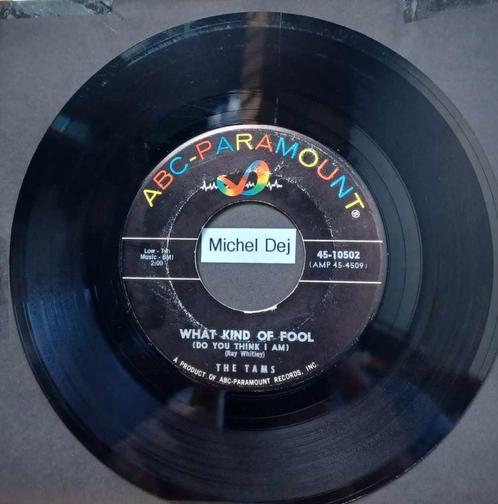 ABC-PARAMOUNT
®
Michel Dej
Low - Twi
Music - BMI
2:00
45-10502
(AMP 45-4509)
WHAT KIND OF FOOL
(DO YOU THINK I AM)
(Ray Whitley)
THE TAMS
A PRODUCT OF ABC-PARAMOUNT RECORDS, INC.